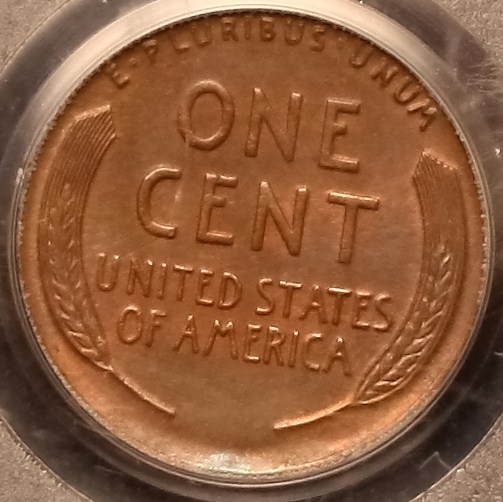 E·PLURIBUS·UNUM
ONE
CENT
UNITED STATES
OF AMERICA